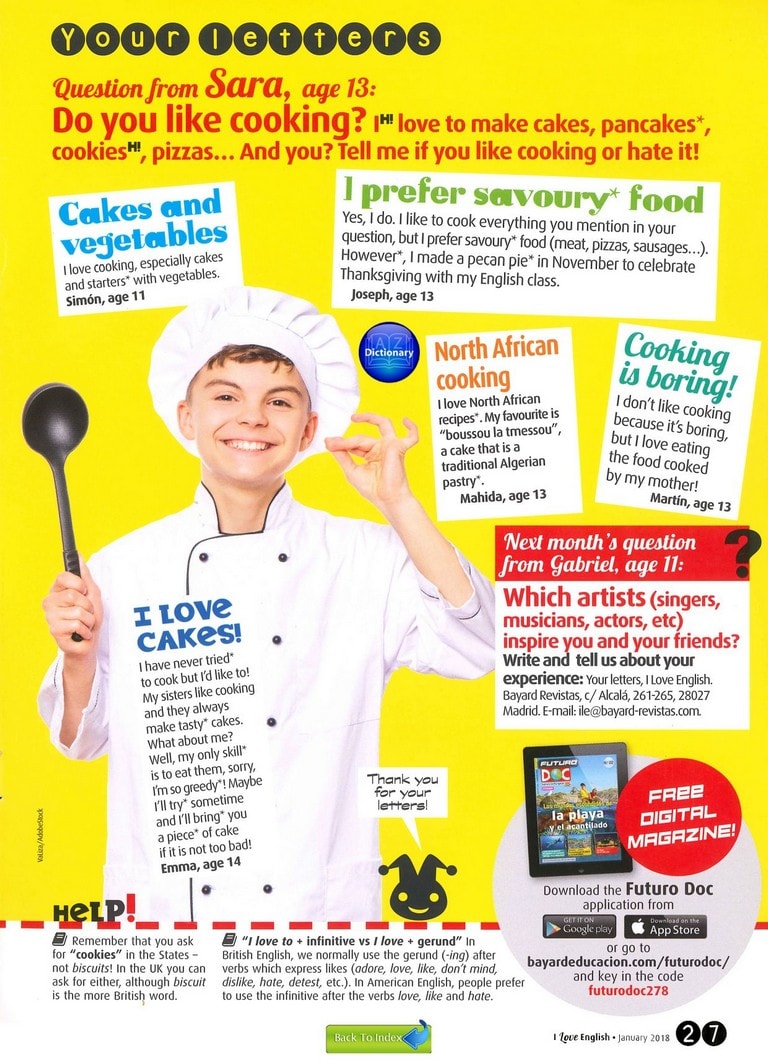 Your letters
Question from Sara, age 13:
Do you like cooking? I H! love to make cakes, pancakes*,
cookies H!, pizzas... And you? Tell me if you like cooking or hate it!
Cakes and
vegetables
I love cooking, especially cakes
and starters* with vegetables.
Simón, age 11
I prefer savoury* food
Yes, I do. I like to cook everything you mention in your
question, but I prefer savoury* food (meat, pizzas, sausages...).
However*, I made a pecan pie* in November to celebrate
Thanksgiving with my English class.
Joseph, age 13
A Z
Dictionary
North African
cooking
I love North African
recipes*. My favourite is
“boussou la tmessou”,
a cake that is a
traditional Algerian
pastry*.
Mahida, age 13
Cooking
is boring!
I don't like cooking
because it's boring,
but I love eating
the food cooked
by my mother!
Martín, age 13
Next month's question
from Gabriel, age 11:
?
Which artists (singers,
musicians, actors, etc)
inspire you and your friends?
Write and tell us about your
experience: Your letters, I Love English.
Bayard Revistas, c/ Alcalá, 261-265, 28027
Madrid. E-mail: ile@bayard-revistas.com.
I LOVE
CAKES!
I have never tried*
to cook but I'd like to!
My sisters like cooking
and they always
make tasty* cakes.
What about me?
Well, my only skill*
is to eat them, sorry,
I'm so greedy*! Maybe
I'll try* sometime
and I'll bring* you
a piece* of cake
if it is not too bad!
Emma, age 14
Thank you
for your
letters!
FUTURO
DOC
la playa
y el acantilado
FREE
DIGITAL
MAGAZINE!
Download the Futuro Doc
application from
GET IT ON
Google play
Download on the
App Store
or go to
bayardeducacion.com/futurodoc/
and key in the code
futurodoc278
HELP!
Remember that you ask
for “cookies” in the States –
not biscuits! In the UK you can
ask for either, although biscuit
is the more British word.
“I love to + infinitive vs I love + gerund” In
British English, we normally use the gerund (-ing) after
verbs which express likes (adore, love, like, don't mind,
dislike, hate, detest, etc.). In American English, people prefer
to use the infinitive after the verbs love, like and hate.
Back To Index
I Love English • January 2018 27